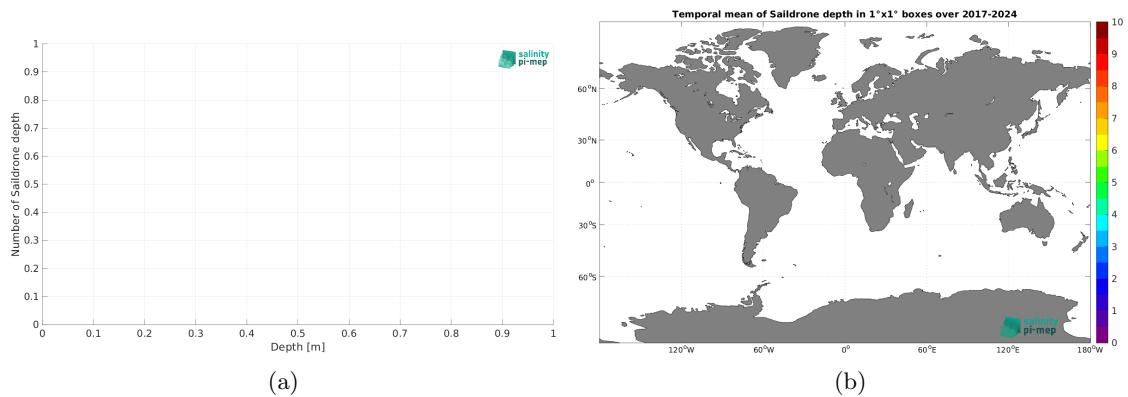 1
0.9
0.8
0.7
0.6
0.5
0.4
0.3
0.2
0.1
0
Number of Saildrone depth
0 0.1 0.2 0.3 0.4 0.5 0.6 0.7 0.8 0.9 1
Depth [m]
salinity
pi-mep
(a)
Temporal mean of Saildrone depth in 1°x1° boxes over 2017-2024
60°N
30°N
0°
30°S
60°S
120°W 60°W 0° 60°E 120°E 180°W
salinity
pi-mep
10
9
8
7
6
5
4
3
2
1
0
(b)